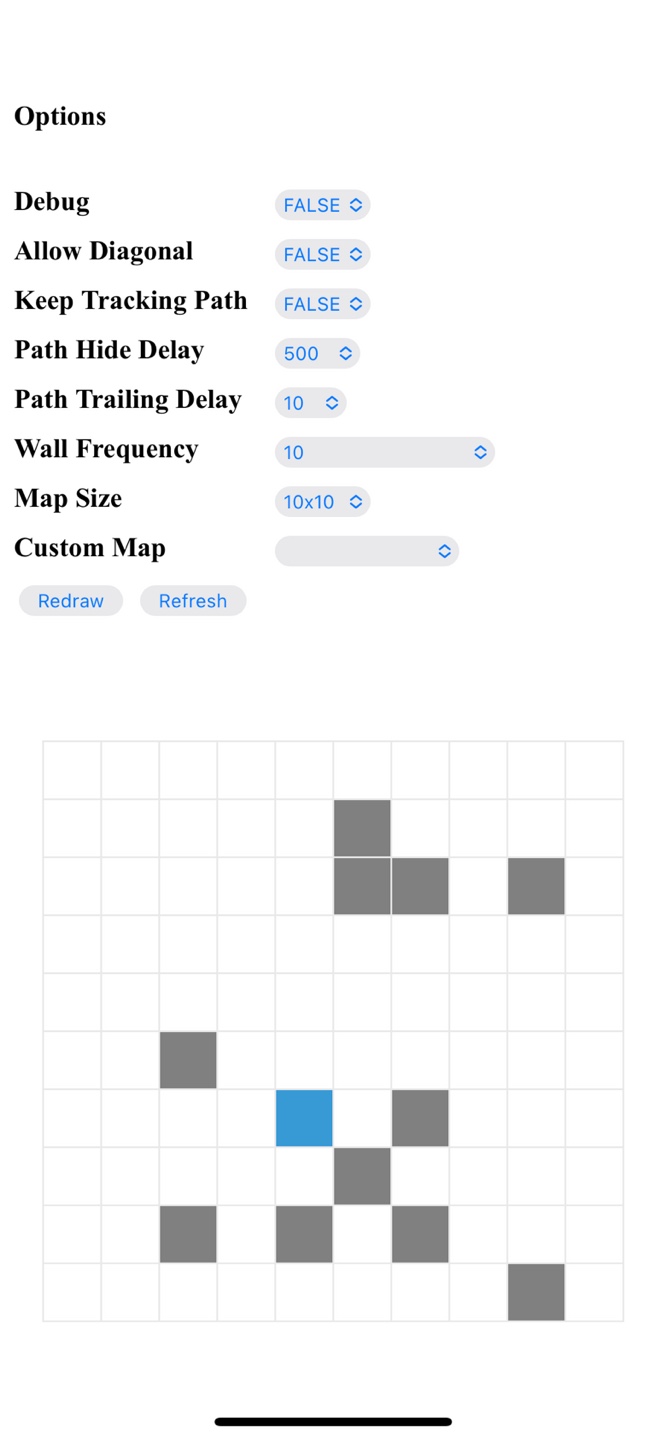 Options
Debug FALSE
Allow Diagonal FALSE
Keep Tracking Path FALSE
Path Hide Delay 500
Path Trailing Delay 10
Wall Frequency 10
Map Size 10x10
Custom Map
Redraw Refresh